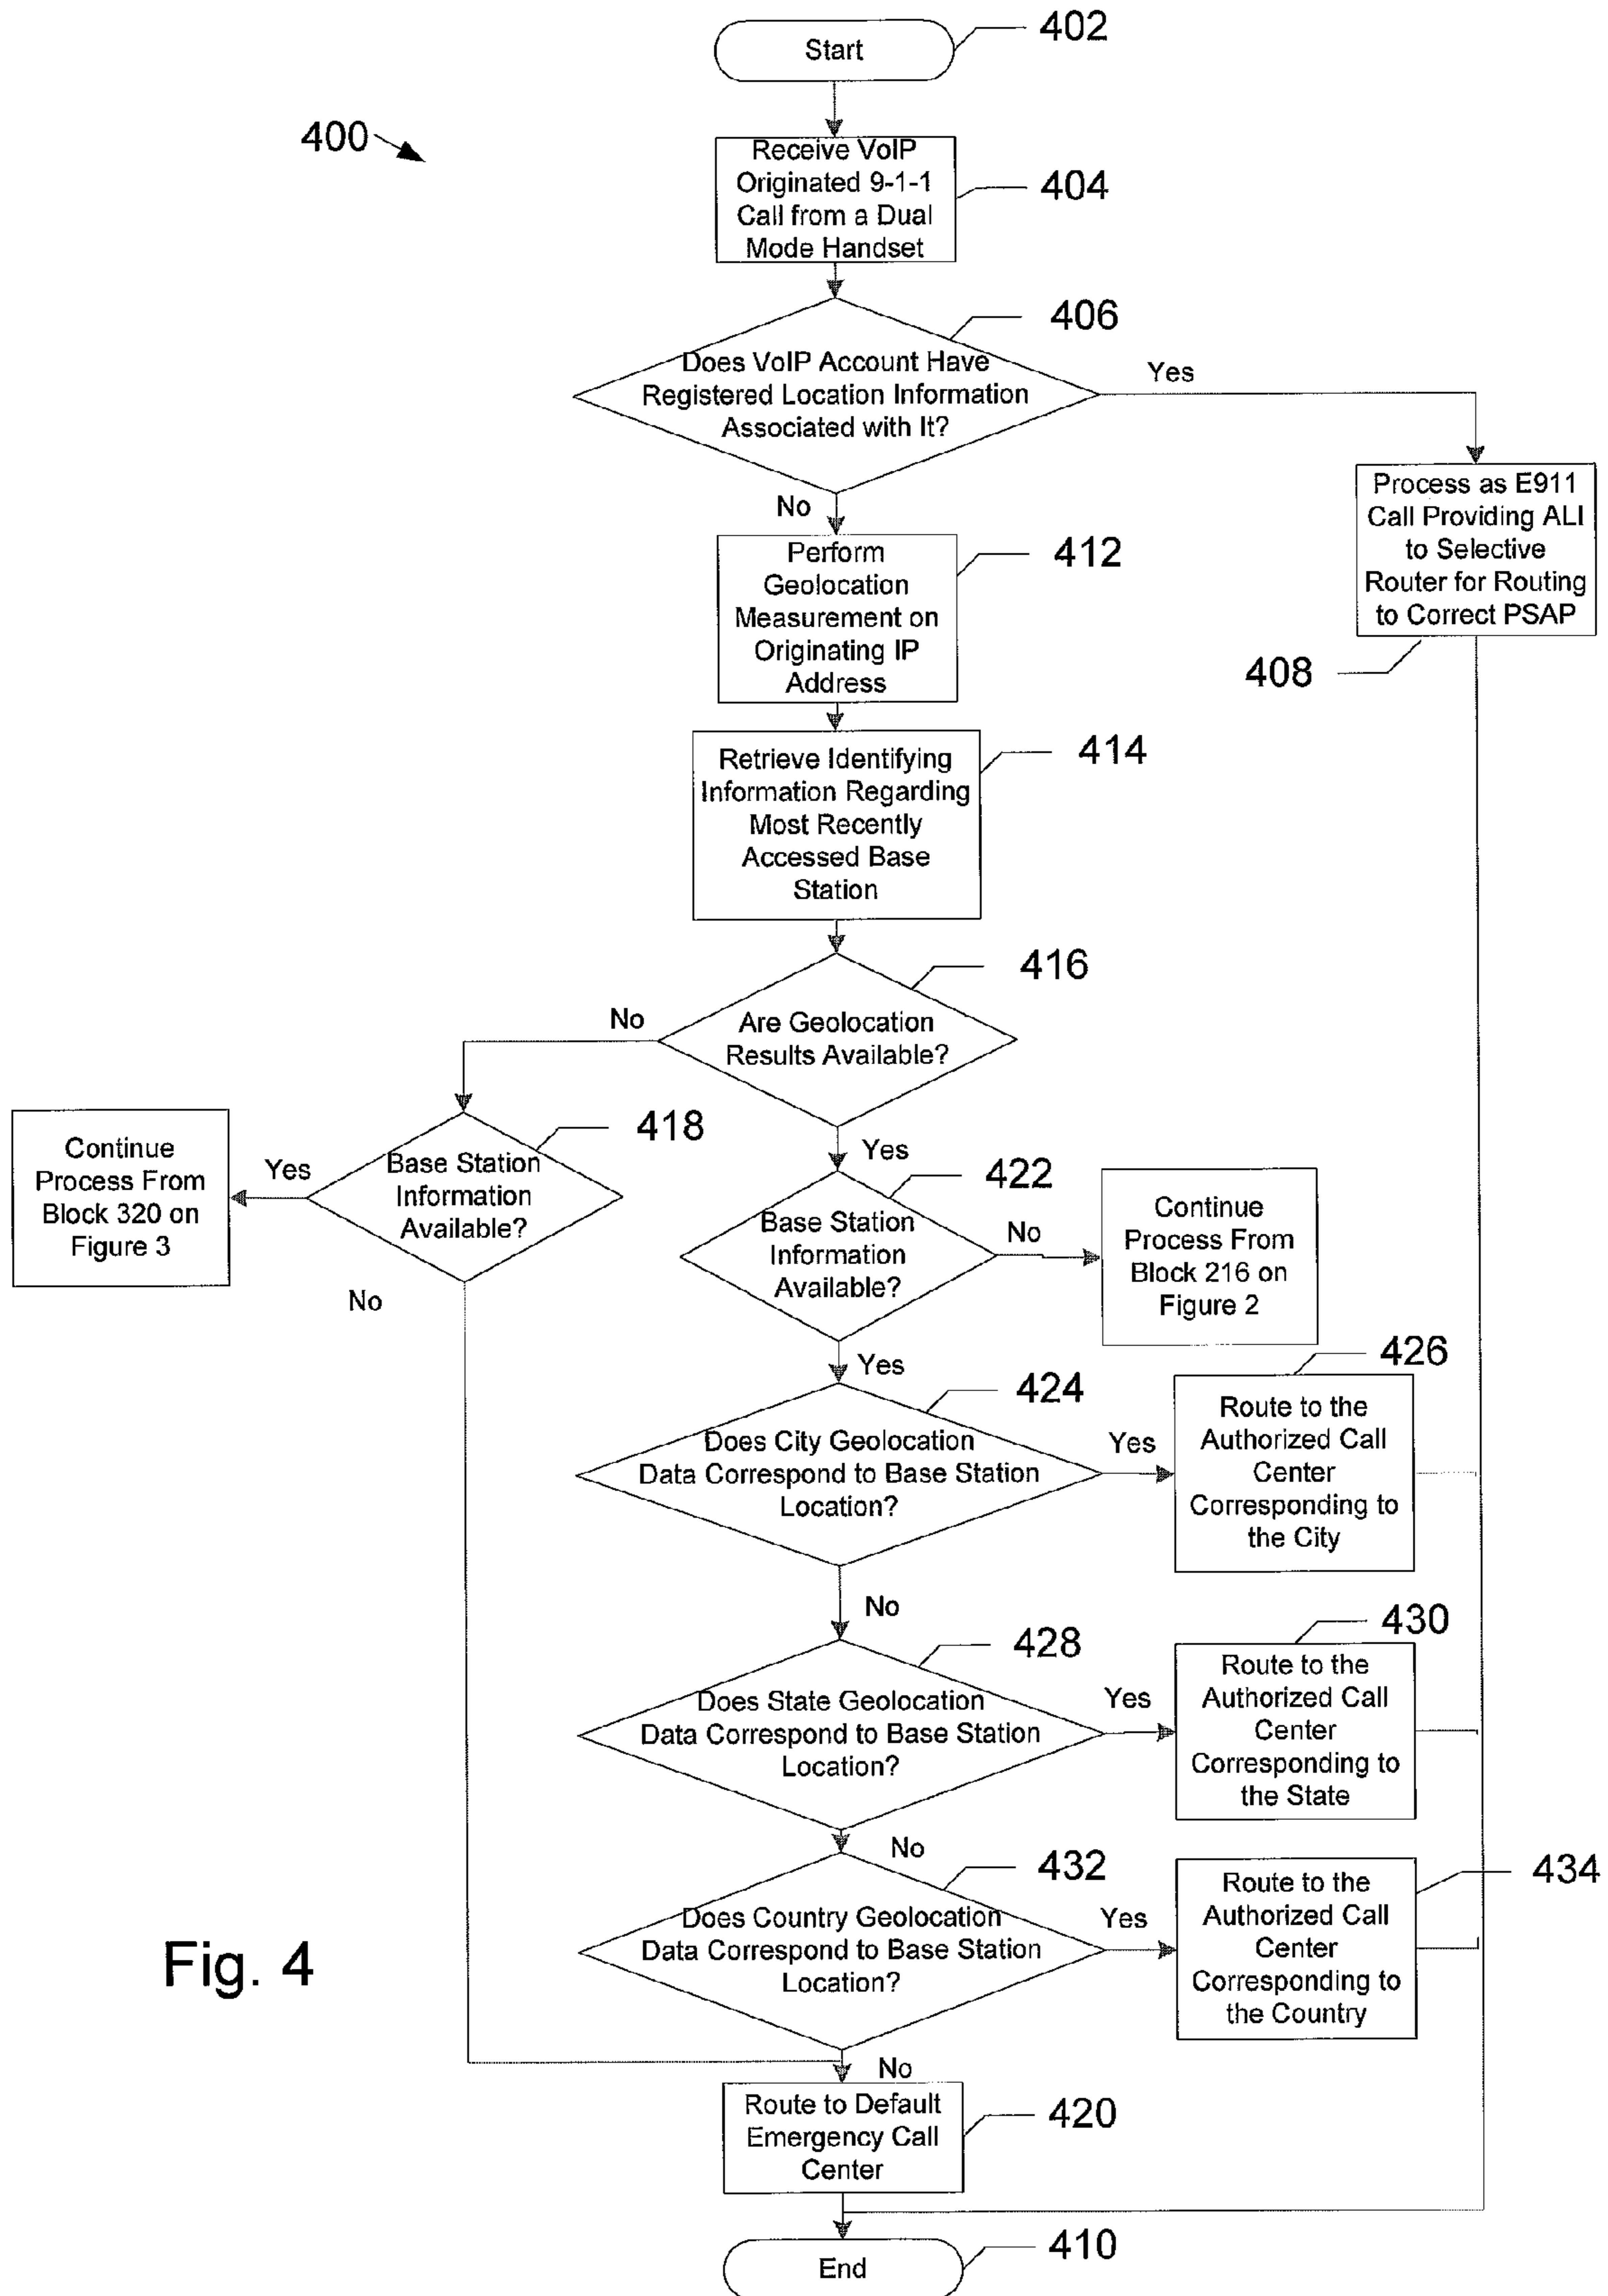 Start
402
400
Receive VoIP
Originated 9-1-1
Call from a Dual
Mode Handset
404
406
Does VoIP Account Have
Registered Location Information
Associated with It?
Yes
No
Process as E911
Call Providing ALI
to Selective
Router for Routing
to Correct PSAP
408
Perform
Geolocation
Measurement on
Originating IP
Address
412
Retrieve Identifying
Information Regarding
Most Recently
Accessed Base
Station
414
416
Are Geolocation
Results Available?
No
Yes
418
Base Station
Information
Available?
Yes
No
Continue
Process From
Block 320 on
Figure 3
422
Base Station
Information
Available?
No
Yes
Continue
Process From
Block 216 on
Figure 2
424
Does City Geolocation
Data Correspond to Base Station
Location?
Yes
No
426
Route to the
Authorized Call
Center
Corresponding to
the City
428
Does State Geolocation
Data Correspond to Base Station
Location?
Yes
No
430
Route to the
Authorized Call
Center
Corresponding to
the State
432
Does Country Geolocation
Data Correspond to Base Station
Location?
Yes
No
434
Route to the
Authorized Call
Center
Corresponding to
the Country
Fig. 4
Route to Default
Emergency Call
Center
420
End
410